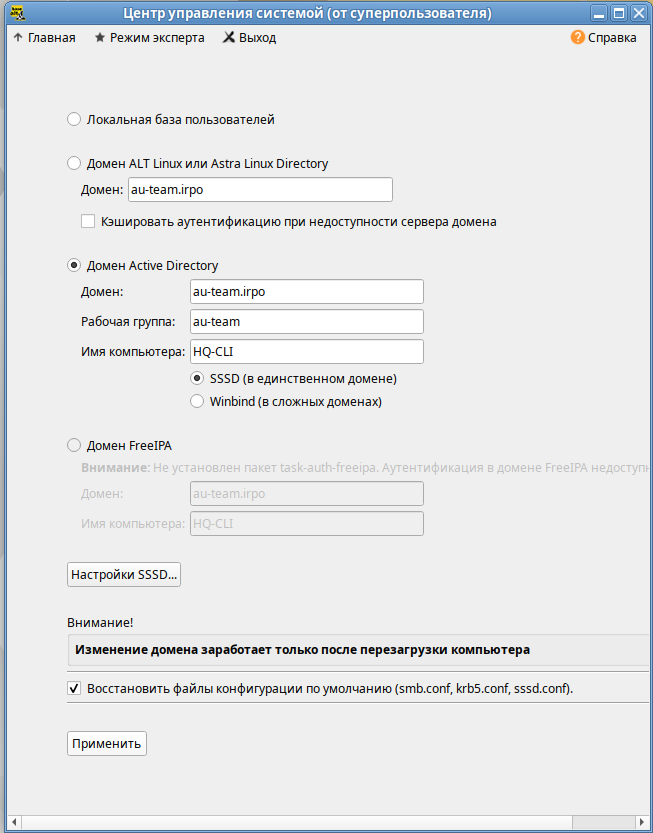 Центр управления системой (от суперпользователя)
Главная Режим эксперта Выход Справка
Локальная база пользователей
Домен ALT Linux или Astra Linux Directory
Домен: au-team.irpo
Кэшировать аутентификацию при недоступности сервера домена
Домен Active Directory
Домен: au-team.irpo
Рабочая группа: au-team
Имя компьютера: HQ-CLI
SSSD (в единственном домене)
Winbind (в сложных доменах)
Домен FreeIPA
Внимание: Не установлен пакет task-auth-freeipa. Аутентификация в домене FreeIPA недоступн
Домен: au-team.irpo
Имя компьютера: HQ-CLI
Настройки SSSD...
Внимание!
Изменение домена заработает только после перезагрузки компьютера
Восстановить файлы конфигурации по умолчанию (smb.conf, krb5.conf, sssd.conf).
Применить